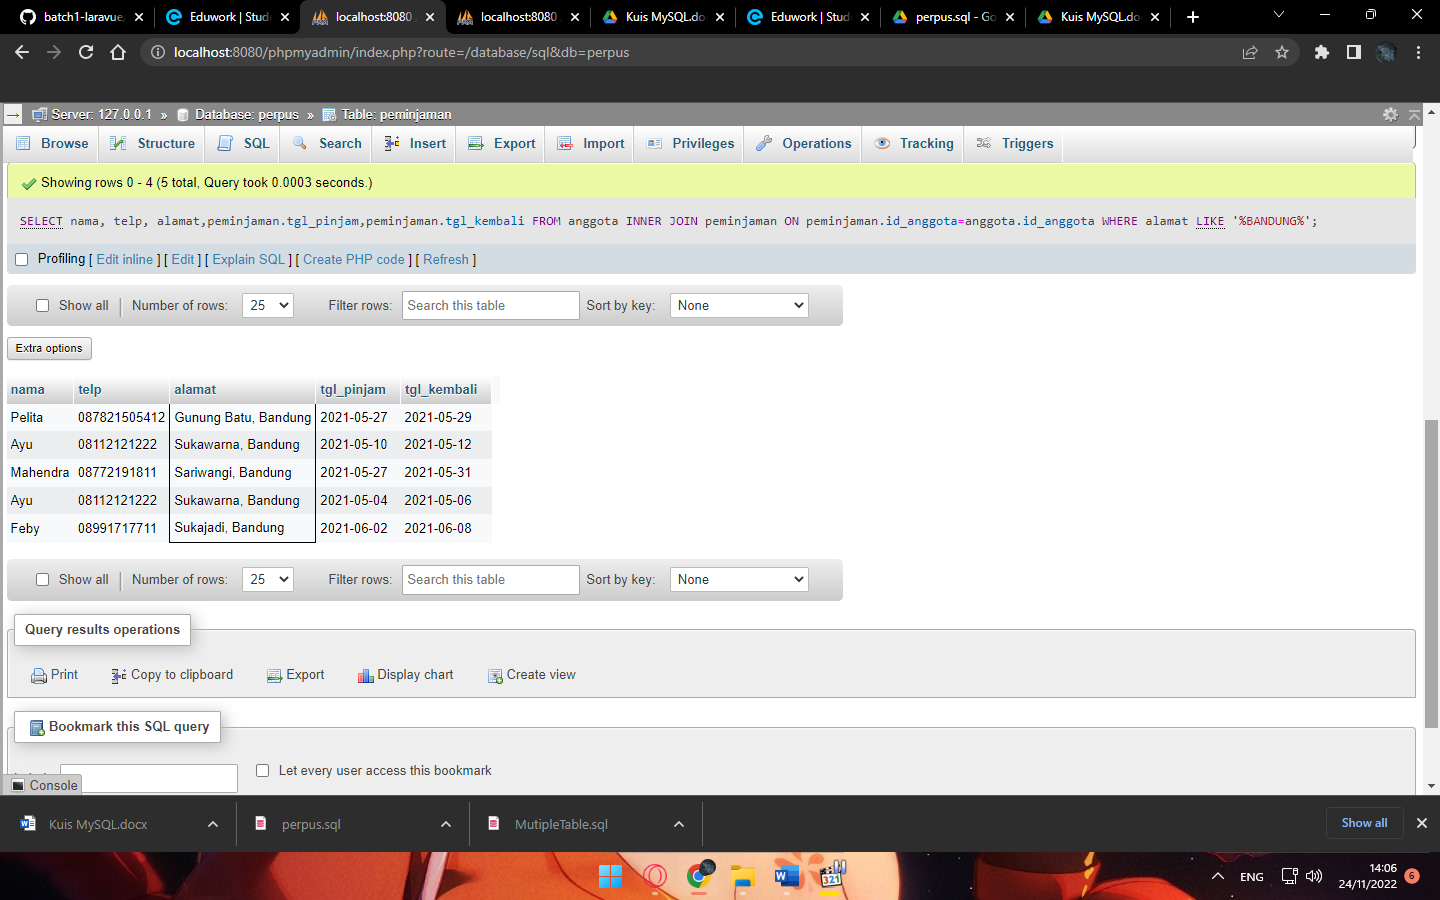 batch1-laravue,
Eduwork | Stud
localhost:8080 /
localhost:8080 /
Kuis MySQL.do
Eduwork | Stud
perpus.sql - Go
Kuis MySQL.do
localhost:8080/phpmyadmin/index.php?route=/database/sql&db=perpus
Server: 127.0.0.1 » Database: perpus » Table: peminjaman
Browse Structure SQL Search Insert Export Import Privileges Operations Tracking Triggers
Showing rows 0 - 4 (5 total, Query took 0.0003 seconds.)
SELECT nama, telp, alamat,peminjaman.tgl_pinjam,peminjaman.tgl_kembali FROM anggota INNER JOIN peminjaman ON peminjaman.id_anggota=anggota.id_anggota WHERE alamat LIKE '%BANDUNG%';
Profiling [ Edit inline ] [ Edit ] [ Explain SQL ] [ Create PHP code ] [ Refresh ]
Show all | Number of rows: 25 Filter rows: Search this table Sort by key: None
Extra options
nama telp alamat tgl_pinjam tgl_kembali
Pelita 087821505412 Gunung Batu, Bandung 2021-05-27 2021-05-29
Ayu 08112121222 Sukawarna, Bandung 2021-05-10 2021-05-12
Mahendra 08772191811 Sariwangi, Bandung 2021-05-27 2021-05-31
Ayu 08112121222 Sukawarna, Bandung 2021-05-04 2021-05-06
Feby 08991717711 Sukajadi, Bandung 2021-06-02 2021-06-08
Show all | Number of rows: 25 Filter rows: Search this table Sort by key: None
Query results operations
Print Copy to clipboard Export Display chart Create view
Bookmark this SQL query
Let every user access this bookmark
Console
Kuis MySQL.docx perpus.sql MutipleTable.sql Show all
321
ENG
14:06
24/11/2022
6